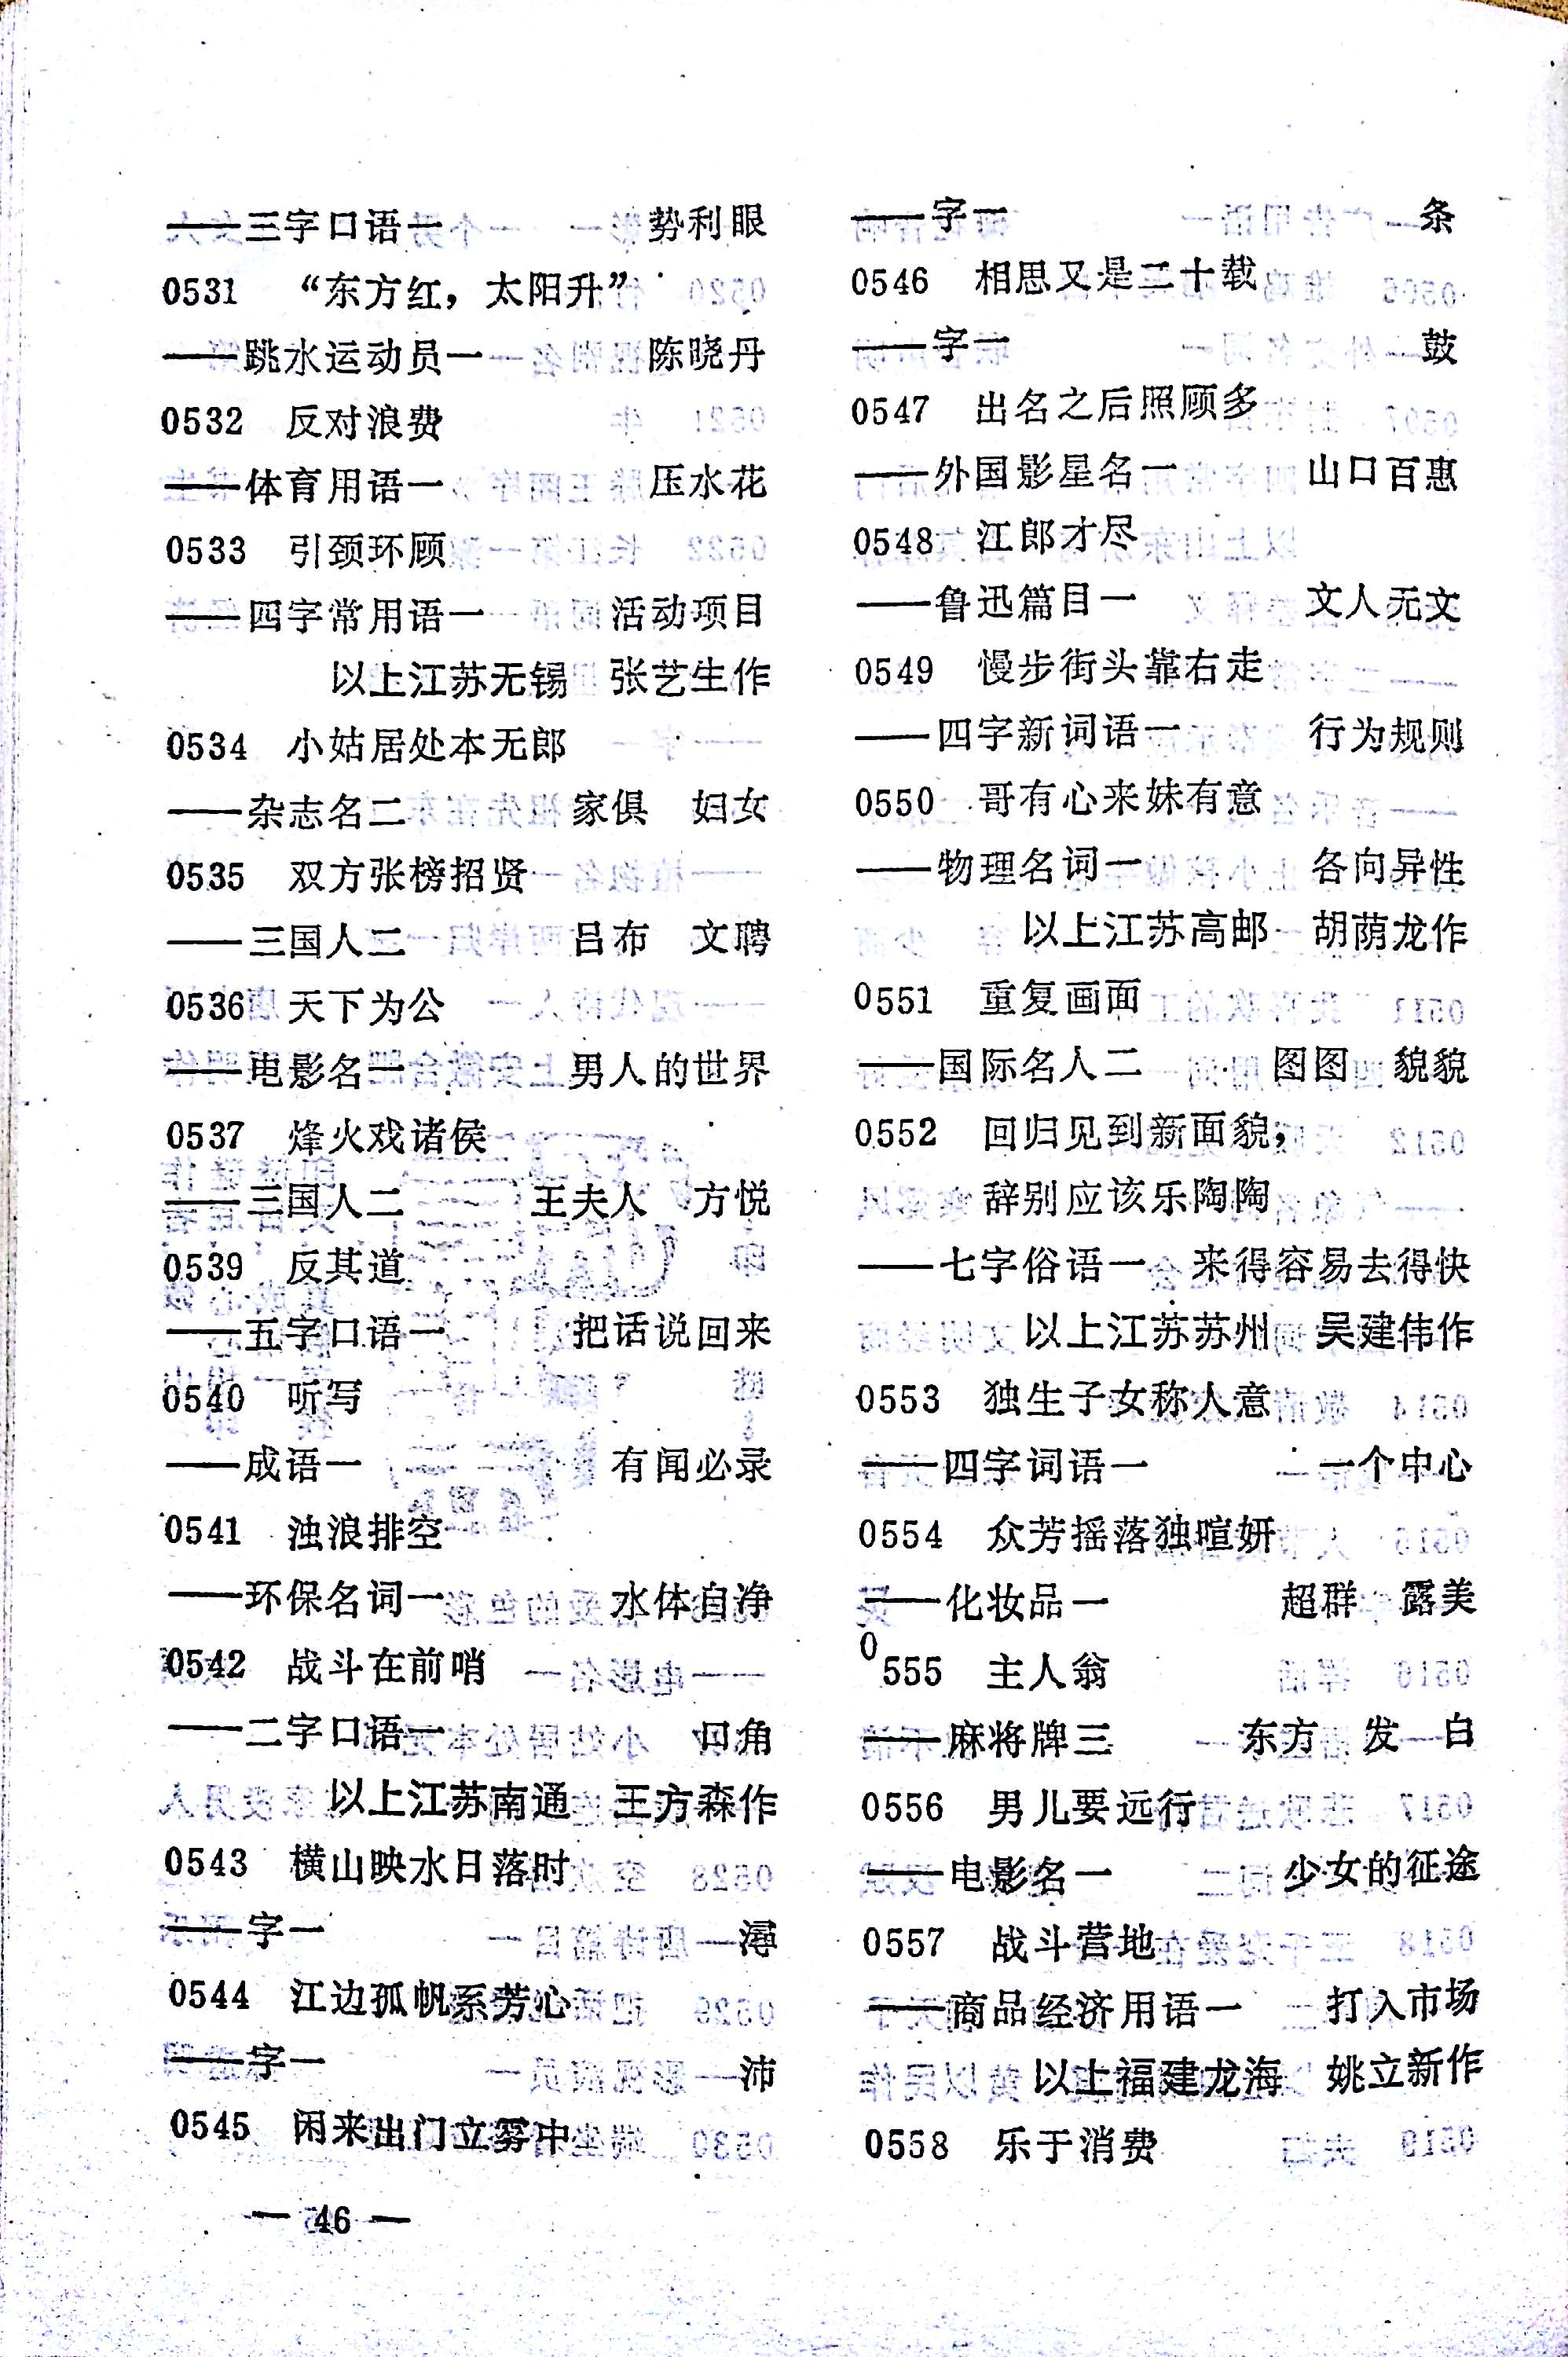 ——三字口语一 势利眼
0531 “东方红，太阳升”
——跳水运动员一 陈晓丹
0532 反对浪费
——体育用语一 压水花
0533 引颈环顾
——四字常用语一 活动项目
以上江苏无锡 张艺生作
0534 小姑居处本无郎
——杂志名二 家俱 妇女
0535 双方张榜招贤
——三国人二 吕布 文聘
0536 天下为公
——电影名一 男人的世界
0537 烽火戏诸侯
——三国人二 王夫人 方悦
0539 反其道
——五字口语一 把话说回来
0540 听写
——成语一 有闻必录
0541 浊浪排空
——环保名词一 水体自净
0542 战斗在前哨
——二字口语一 口角
以上江苏南通 王方森作
0543 横山映水日落时
——字一 潯
0544 江边孤帆系芳心
——字一 沛
0545 闲来出门立雾中
——字一 条
0546 相思又是二十载
——字一 鼓
0547 出名之后照顾多
——外国影星名一 山口百惠
0548 江郎才尽
——鲁迅篇目一 文人无文
0549 慢步街头靠右走
——四字新词语一 行为规则
0550 哥有心来妹有意
——物理名词一 各向异性
以上江苏高邮 胡荫龙作
0551 重复画面
——国际名人二 图图 貌貌
0552 回归见到新面貌，
辞别应该乐陶陶
——七字俗语一 来得容易去得快
以上江苏苏州 吴建伟作
0553 独生子女称人意
——四字词语一 一个中心
0554 众芳摇落独喧妍
——化妆品一 超群 露美
0555 主人翁
——麻将牌三 东方 发 白
0556 男儿要远行
——电影名一 少女的征途
0557 战斗营地
——商品经济用语一 打入市场
以上福建龙海 姚立新作
0558 乐于消费
— 46 —